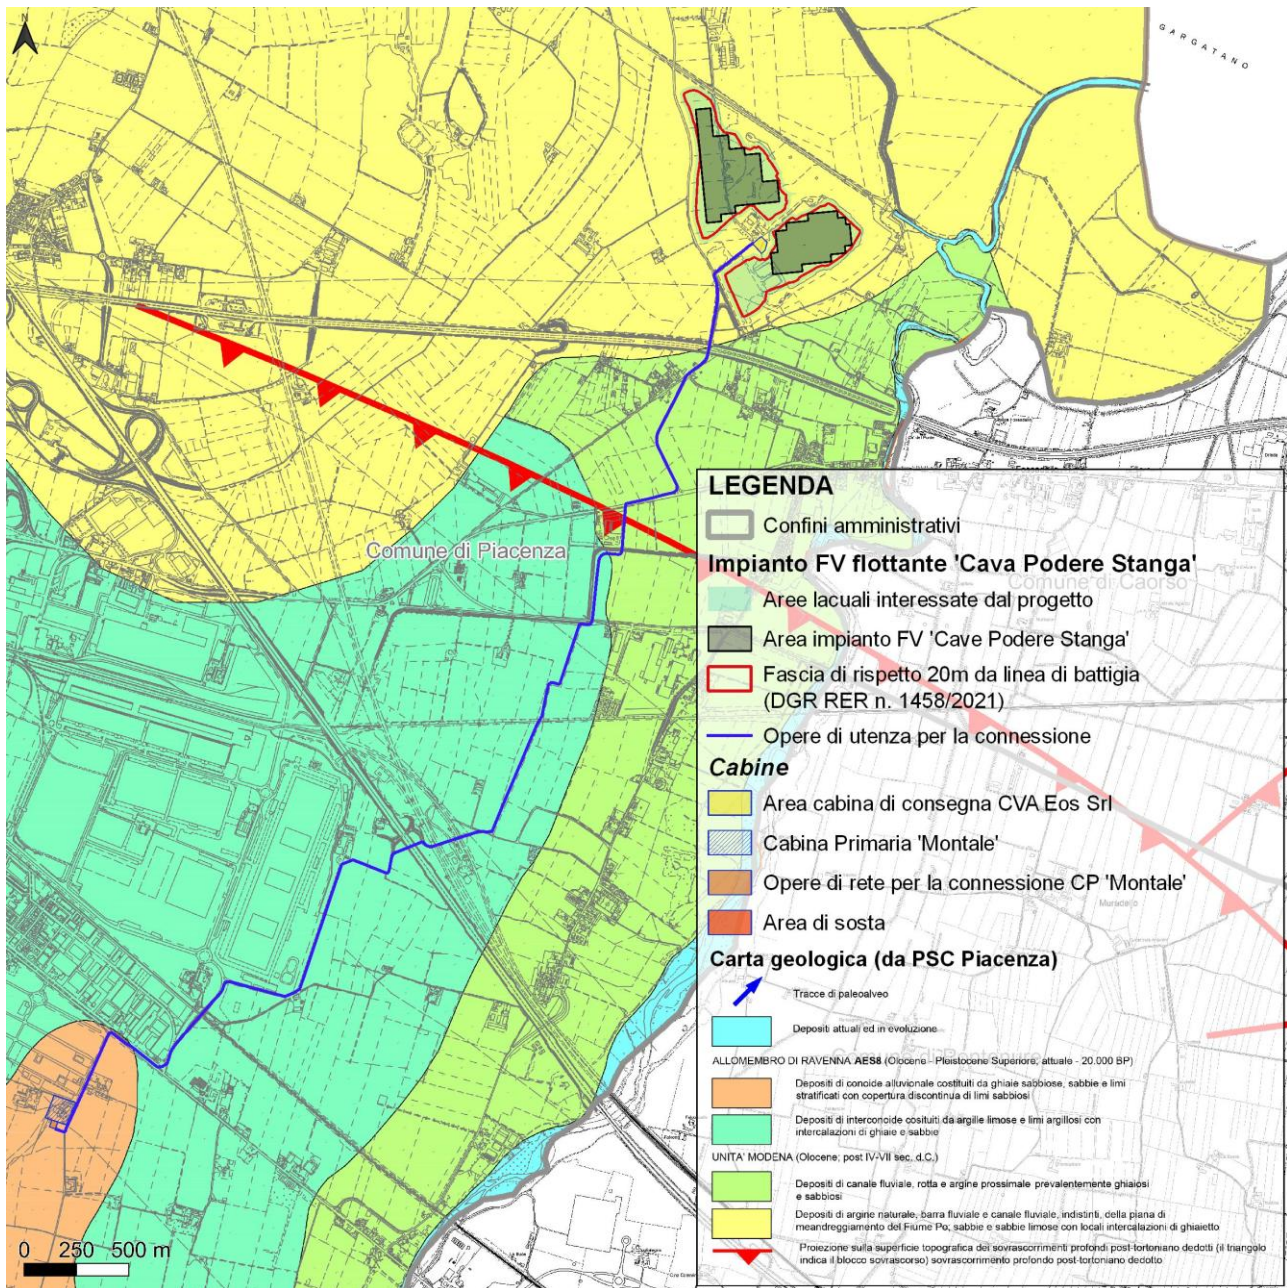 N
GARGATANO
Comune di Piacenza
LEGENDA
Confini amministrativi
Impianto FV flottante 'Cava Podere Stanga'
Comune di Caorso
Aree lacuali interessate dal progetto
Area impianto FV 'Cave Podere Stanga'
Fascia di rispetto 20m da linea di battigia
(DGR RER n. 1458/2021)
Opere di utenza per la connessione
Cabine
Area cabina di consegna CVA Eos Srl
Cabina Primaria 'Montale'
Opere di rete per la connessione CP 'Montale'
Muradello
Area di sosta
Carta geologica (da PSC Piacenza)
Tracce di paleoalveo
Depositi attuali ed in evoluzione
ALLOMEMBRO DI RAVENNA AES8 (Olocene - Pleistocene Superiore; attuale - 20.000 BP)
Depositi di conoide alluvionale costituiti da ghiaie sabbiose, sabbie e limi
stratificati con copertura discontinua di limi sabbiosi
Depositi di interconoide cosituiti da argille limose e limi argillosi con
intercalazioni di ghiaie e sabbie
UNITA' MODENA (Olocene; post IV-VII sec. d.C.)
Depositi di canale fluviale, rotta e argine prossimale prevalentemente ghiaiosi
e sabbiosi
Depositi di argine naturale, barra fluviale e canale fluviale, indistinti, della piana di
meandreggiamento del Fiume Po; sabbie e sabbie limose con locali intercalazioni di ghiaietto
Proiezione sulla superficie topografica dei sovrascorrimenti profondi post-tortoniano dedotti (il triangolo
indica il blocco sovrascorso) sovrascorrimento profondo post-tortoniano dedotto
0 250 500 m